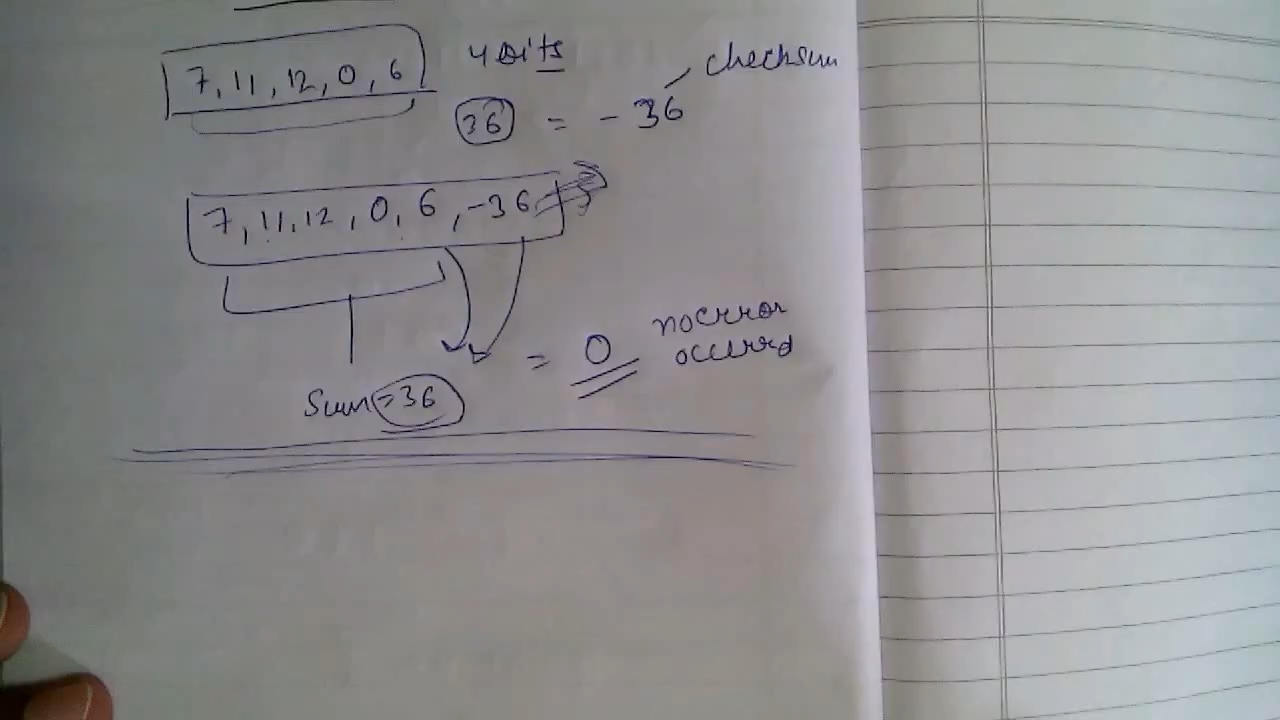 7, 11, 12, 0, 6 4 bits
36 = - 36 checksum
7, 11, 12, 0, 6, -36
= 0 no error
occurrd
Sum = 36